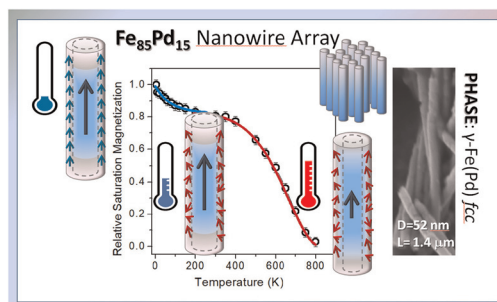 Fe85Pd15 Nanowire Array
Relative Saturation Magnetization
1.0
0.8
0.6
0.4
0.2
0.0
0 200 400 600 800
Temperature (K)
PHASE: γ-Fe(Pd) fcc
D=52 nm
L= 1.4 μm